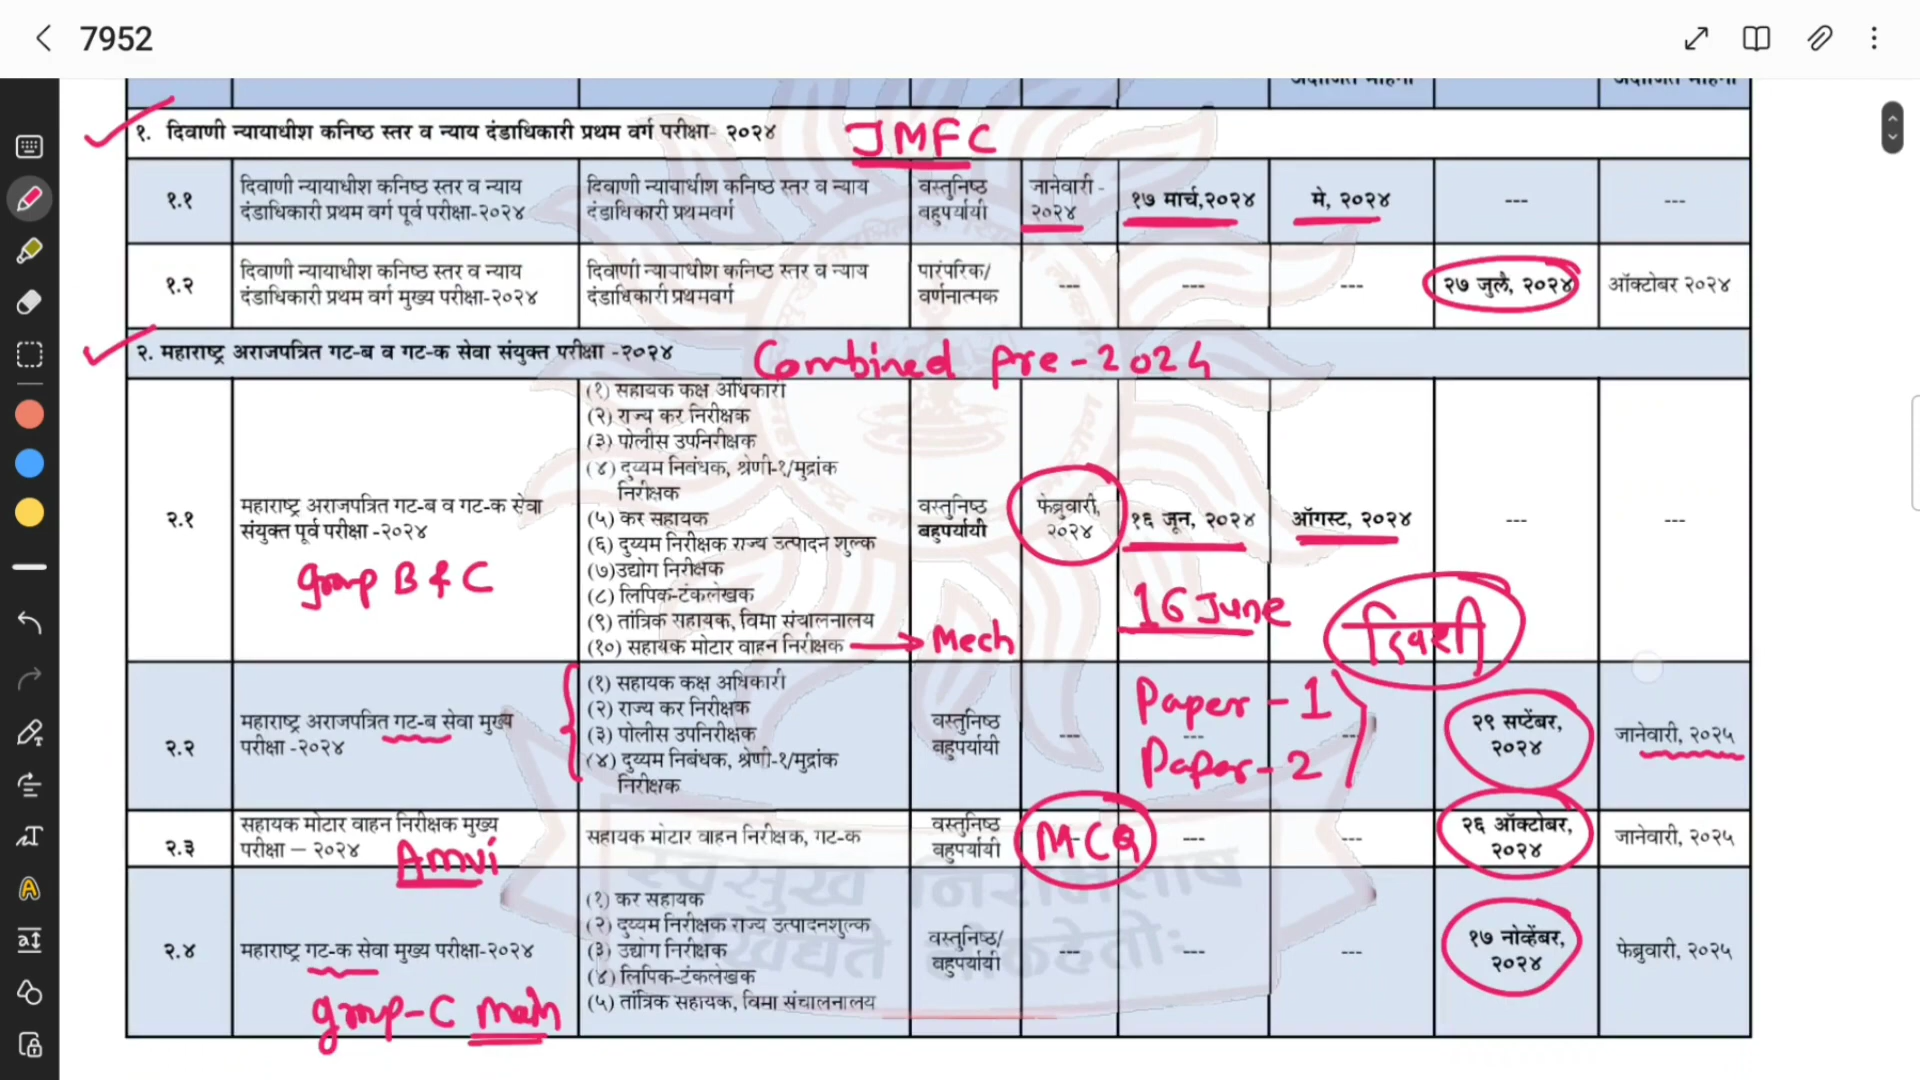 7952
अंदाजित महिना
अंदाजित महिना
१. दिवाणी न्यायाधीश कनिष्ठ स्तर व न्याय दंडाधिकारी प्रथम वर्ग परीक्षा- २०२४
JMFC
१.१
दिवाणी न्यायाधीश कनिष्ठ स्तर व न्याय
दंडाधिकारी प्रथम वर्ग पूर्व परीक्षा-२०२४
दिवाणी न्यायाधीश कनिष्ठ स्तर व न्याय
दंडाधिकारी प्रथमवर्ग
वस्तुनिष्ठ
बहुपर्यायी
जानेवारी -
२०२४
१७ मार्च,२०२४
मे, २०२४
---
---
१.२
दिवाणी न्यायाधीश कनिष्ठ स्तर व न्याय
दंडाधिकारी प्रथम वर्ग मुख्य परीक्षा-२०२४
दिवाणी न्यायाधीश कनिष्ठ स्तर व न्याय
दंडाधिकारी प्रथमवर्ग
पारंपरिक/
वर्णनात्मक
---
---
---
२७ जुलै, २०२४
ऑक्टोबर २०२४
२. महाराष्ट्र अराजपत्रित गट-ब व गट-क सेवा संयुक्त परीक्षा -२०२४
Combined Pre-2024
२.१
महाराष्ट्र अराजपत्रित गट-ब व गट-क सेवा
संयुक्त पूर्व परीक्षा -२०२४
group B & C
(१) सहायक कक्ष अधिकारी
(२) राज्य कर निरीक्षक
(३) पोलीस उपनिरीक्षक
(४) दुय्यम निबंधक, श्रेणी-१/मुद्रांक
निरीक्षक
(५) कर सहायक
(६) दुय्यम निरीक्षक राज्य उत्पादन शुल्क
(७)उद्योग निरीक्षक
(८) लिपिक-टंकलेखक
(९) तांत्रिक सहायक, विमा संचालनालय
(१०) सहायक मोटार वाहन निरीक्षक
Mech
वस्तुनिष्ठ
बहुपर्यायी
फेब्रुवारी,
२०२४
१६ जून, २०२४
16 June
ऑगस्ट, २०२४
---
---
२.२
महाराष्ट्र अराजपत्रित गट-ब सेवा मुख्य
परीक्षा -२०२४
(१) सहायक कक्ष अधिकारी
(२) राज्य कर निरीक्षक
(३) पोलीस उपनिरीक्षक
(४) दुय्यम निबंधक, श्रेणी-१/मुद्रांक
निरीक्षक
वस्तुनिष्ठ
बहुपर्यायी
---
Paper - 1
---
Paper - 2
---
२९ सप्टेंबर,
२०२४
जानेवारी, २०२५
२.३
सहायक मोटार वाहन निरीक्षक मुख्य
परीक्षा – २०२४
Amvi
सहायक मोटार वाहन निरीक्षक, गट-क
वस्तुनिष्ठ
बहुपर्यायी
MCQ
---
---
२६ ऑक्टोबर,
२०२४
जानेवारी, २०२५
२.४
महाराष्ट्र गट-क सेवा मुख्य परीक्षा-२०२४
group-C main
(१) कर सहायक
(२) दुय्यम निरीक्षक राज्य उत्पादनशुल्क
(३) उद्योग निरीक्षक
(४) लिपिक-टंकलेखक
(५) तांत्रिक सहायक, विमा संचालनालय
वस्तुनिष्ठ/
बहुपर्यायी
---
---
---
१७ नोव्हेंबर,
२०२४
फेब्रुवारी, २०२५